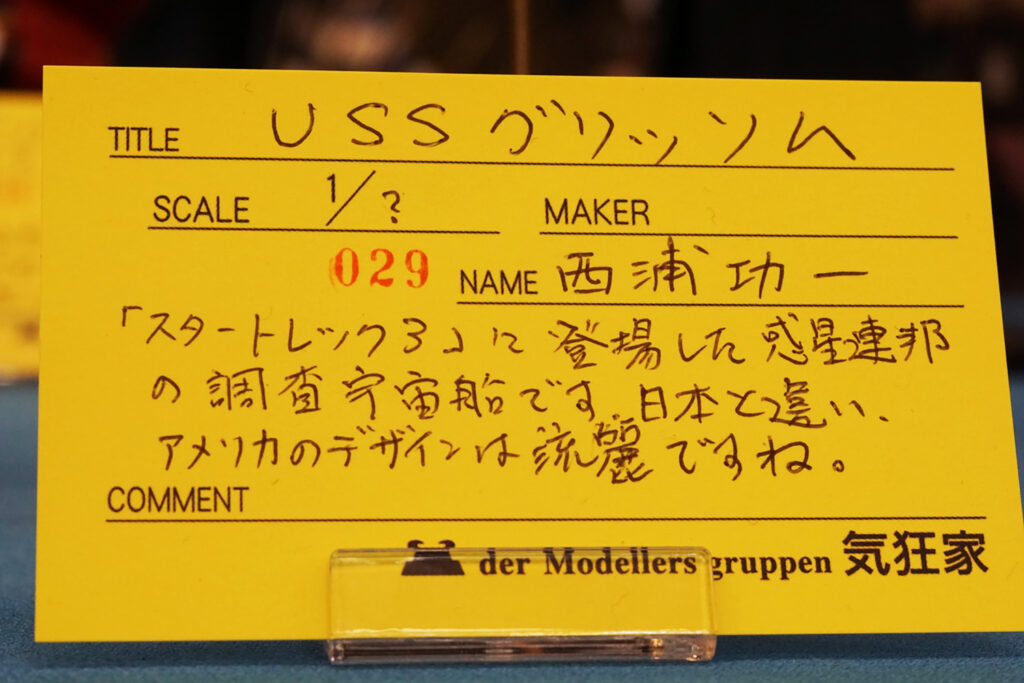 TITLE USSグリッソム
SCALE 1/? MAKER
029 NAME 西浦功一
「スタートレック3」に登場した惑星連邦
の調査宇宙船です。日本と違い、
アメリカのデザインは流麗ですね。
COMMENT
der Modellers gruppen 気狂家